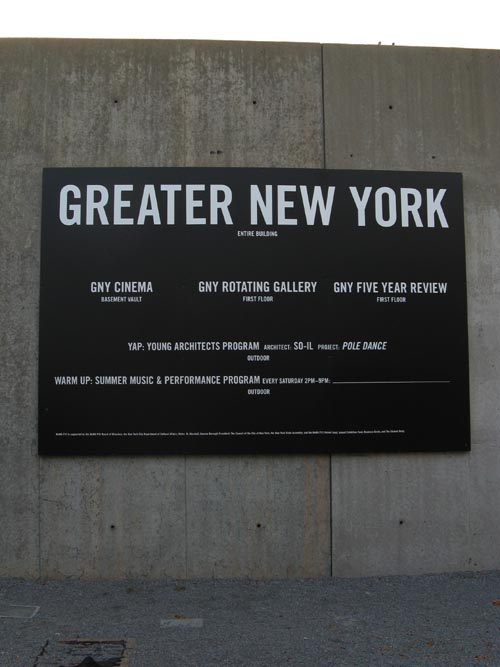 GREATER NEW YORK
ENTIRE BUILDING
GNY CINEMA
BASEMENT VAULT
GNY ROTATING GALLERY
FIRST FLOOR
GNY FIVE YEAR REVIEW
FIRST FLOOR
YAP: YOUNG ARCHITECTS PROGRAM ARCHITECT: SO-IL PROJECT: POLE DANCE
OUTDOOR
WARM UP: SUMMER MUSIC & PERFORMANCE PROGRAM EVERY SATURDAY 2PM-9PM:
OUTDOOR